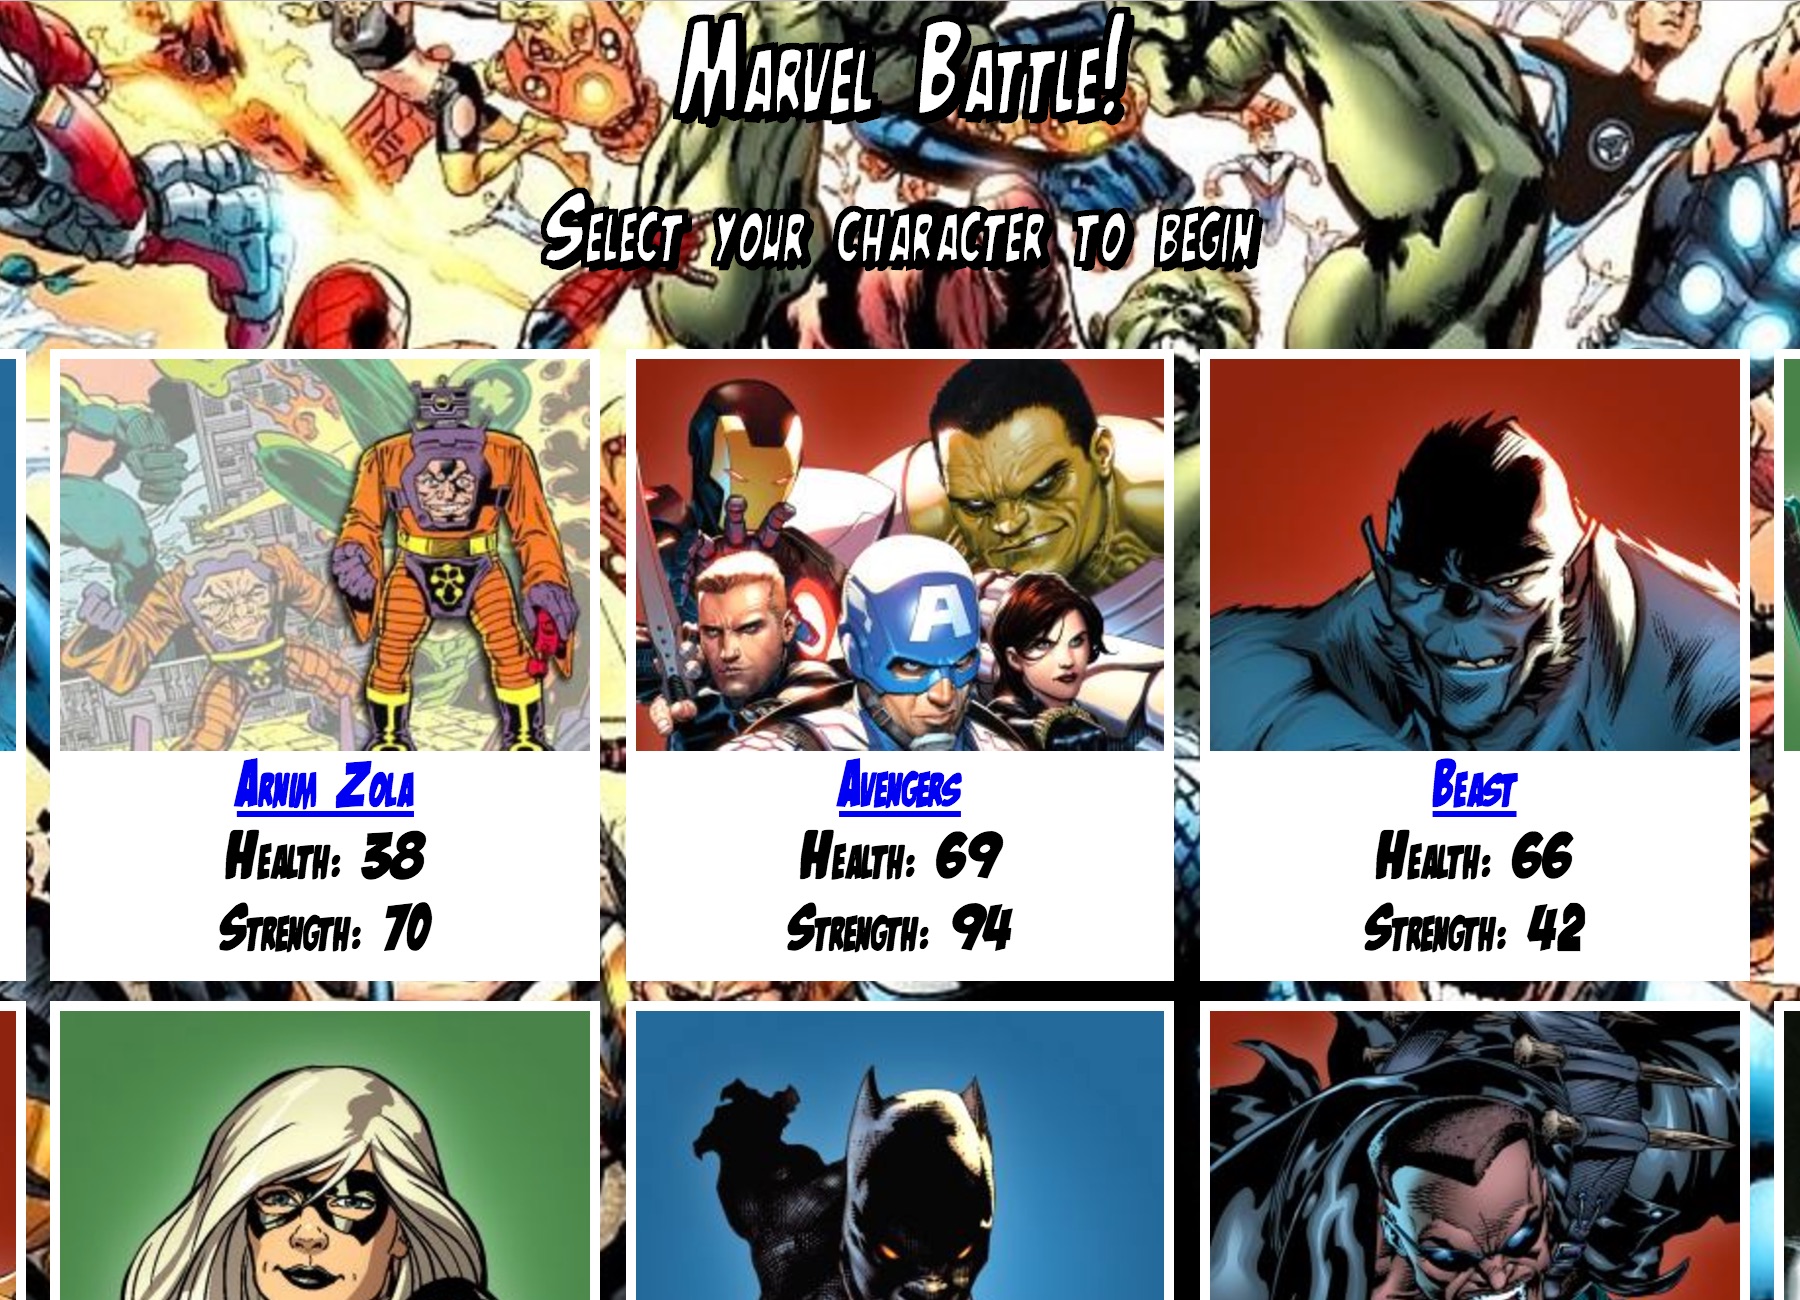 Marvel Battle!
Select your character to begin
Arnim Zola
Health: 38
Strength: 70
Avengers
Health: 69
Strength: 94
Beast
Health: 66
Strength: 42
A